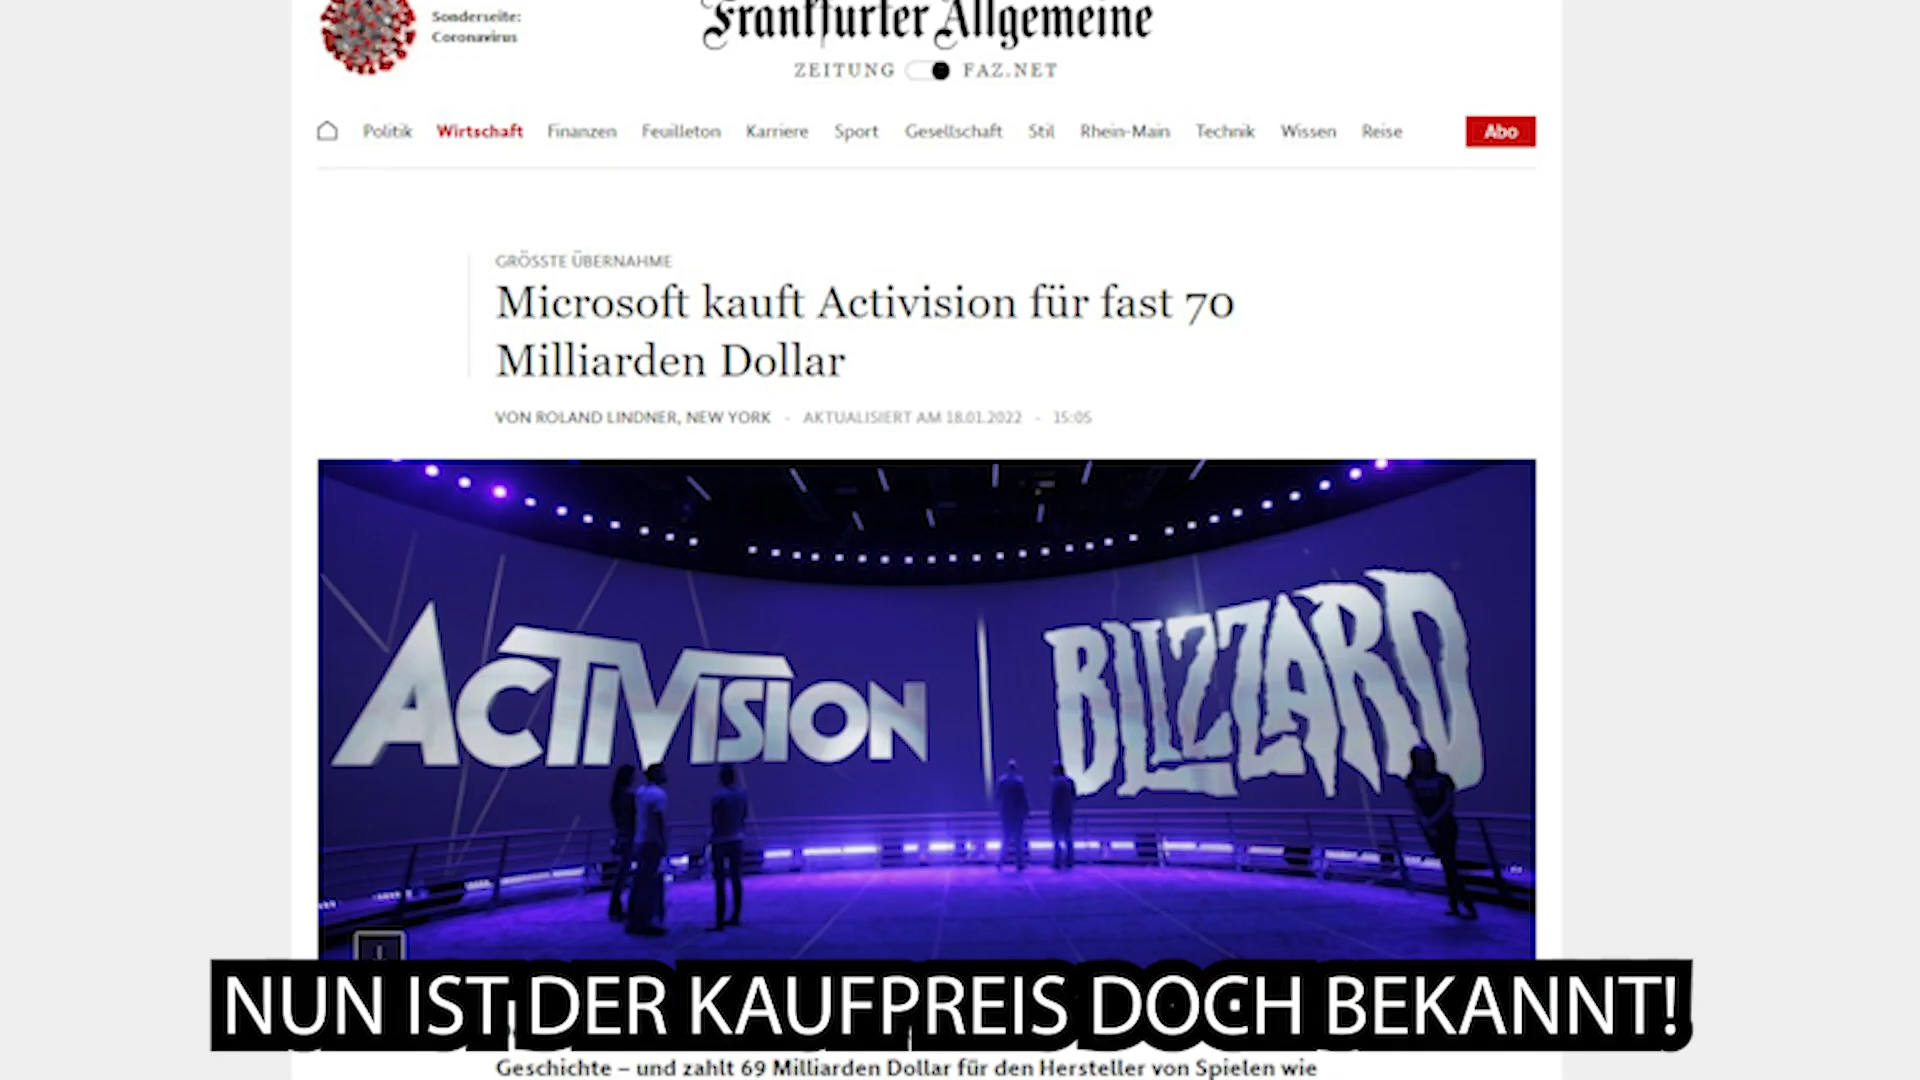 Sonderseite:
Coronavirus
Frankfurter Allgemeine
ZEITUNG FAZ.NET
Politik Wirtschaft Finanzen Feuilleton Karriere Sport Gesellschaft Stil Rhein-Main Technik Wissen Reise Abo
GRÖSSTE ÜBERNAHME
Microsoft kauft Activision für fast 70
Milliarden Dollar
VON ROLAND LINDNER, NEW YORK - AKTUALISIERT AM 18.01.2022 - 15:05
ACTIVISION | BLIZZARD
NUN IST DER KAUFPREIS DOCH BEKANNT!
Geschichte – und zahlt 69 Milliarden Dollar für den Hersteller von Spielen wie